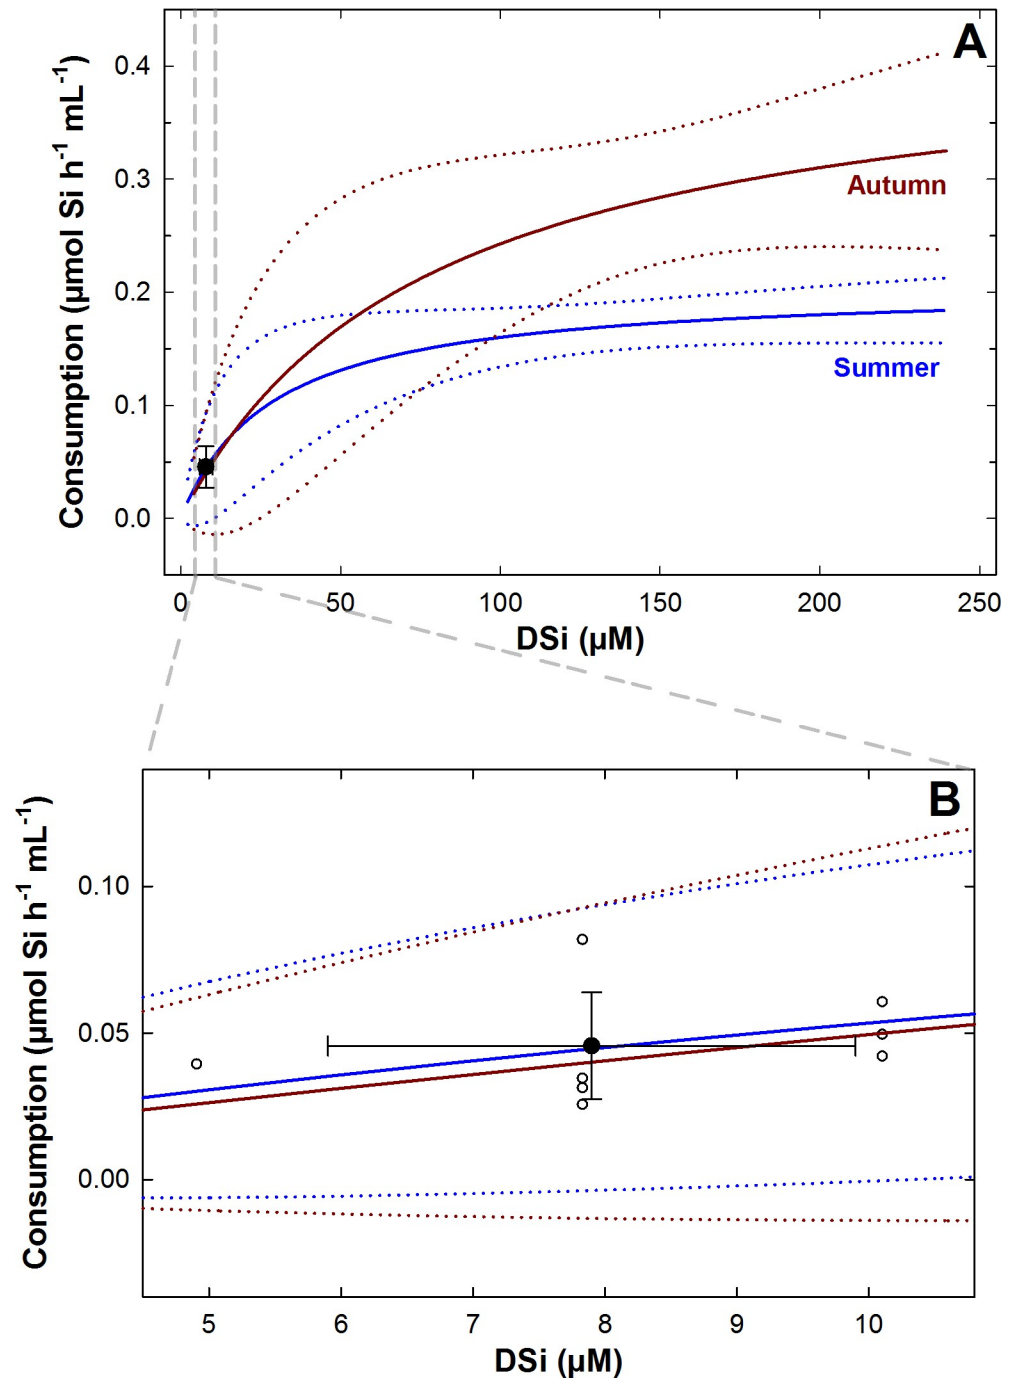 A
Consumption (µmol Si h⁻¹ mL⁻¹)
0.4
0.3
0.2
0.1
0.0
Autumn
Summer
0 50 100 150 200 250
DSi (µM)
B
Consumption (µmol Si h⁻¹ mL⁻¹)
0.10
0.05
0.00
5 6 7 8 9 10
DSi (µM)